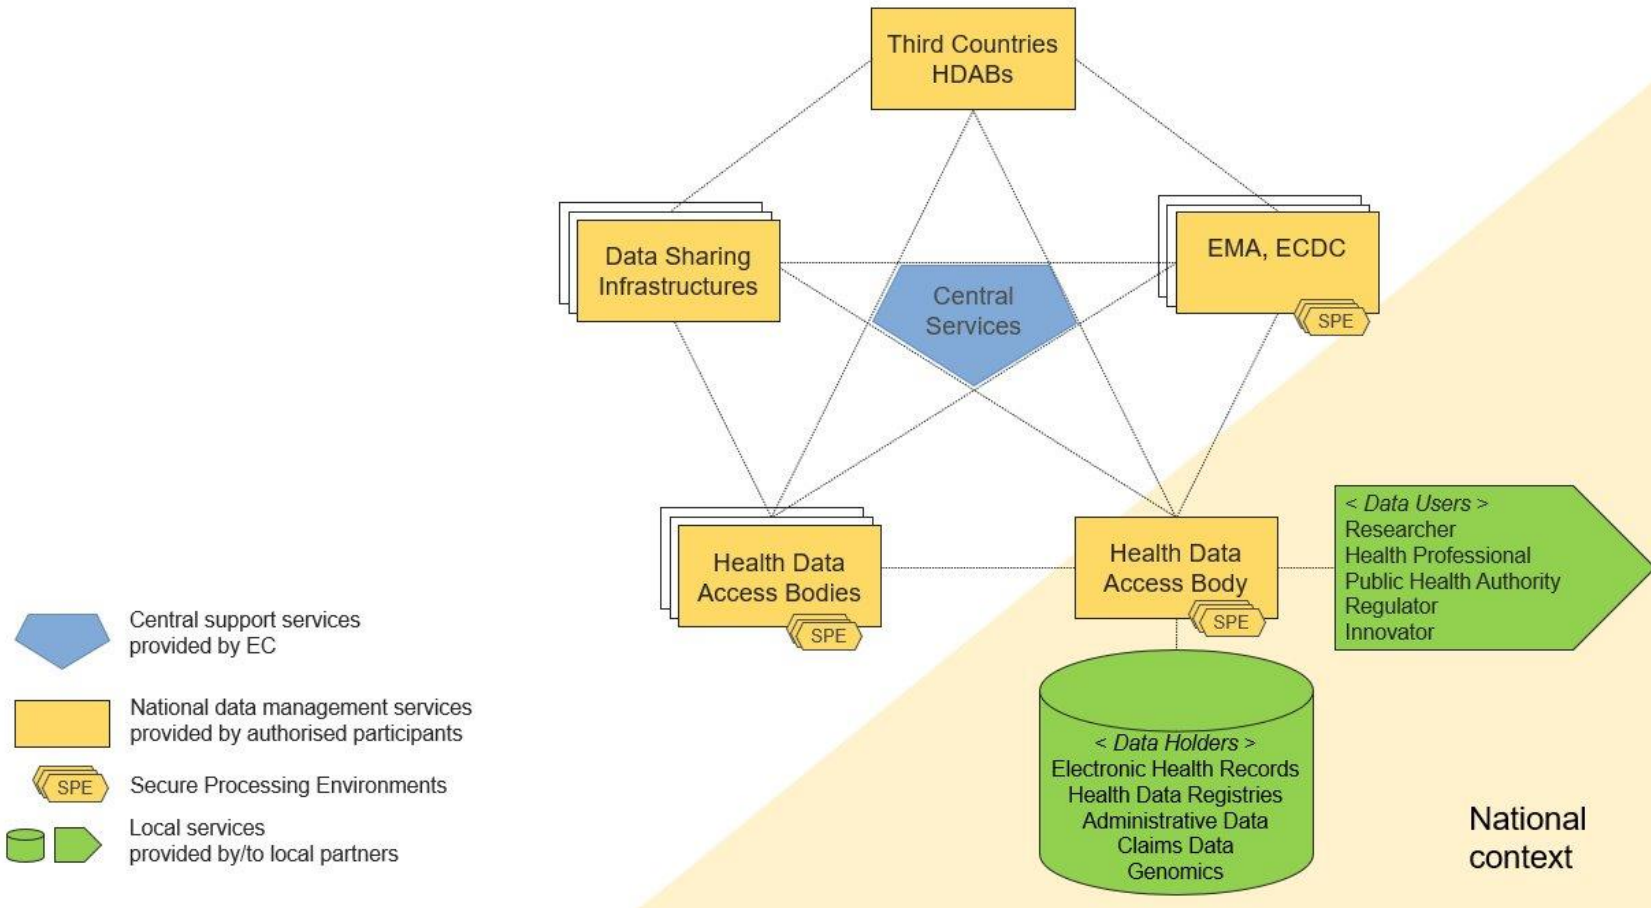 Third Countries
HDABs
Data Sharing
Infrastructures
EMA, ECDC
SPE
Central
Services
Health Data
Access Bodies
SPE
Health Data
Access Body
SPE
< Data Users >
Researcher
Health Professional
Public Health Authority
Regulator
Innovator
< Data Holders >
Electronic Health Records
Health Data Registries
Administrative Data
Claims Data
Genomics
National
context
Central support services
provided by EC
National data management services
provided by authorised participants
SPE
Secure Processing Environments
Local services
provided by/to local partners